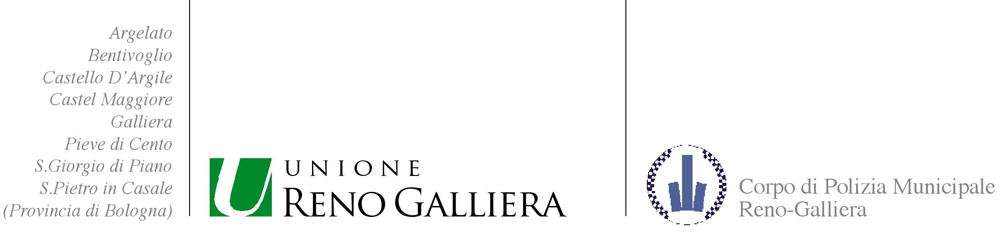 Argelato
Bentivoglio
Castello D’Argile
Castel Maggiore
Galliera
Pieve di Cento
S.Giorgio di Piano
S.Pietro in Casale
(Provincia di Bologna)
UNIONE
RENO GALLIERA
Corpo di Polizia Municipale
Reno-Galliera